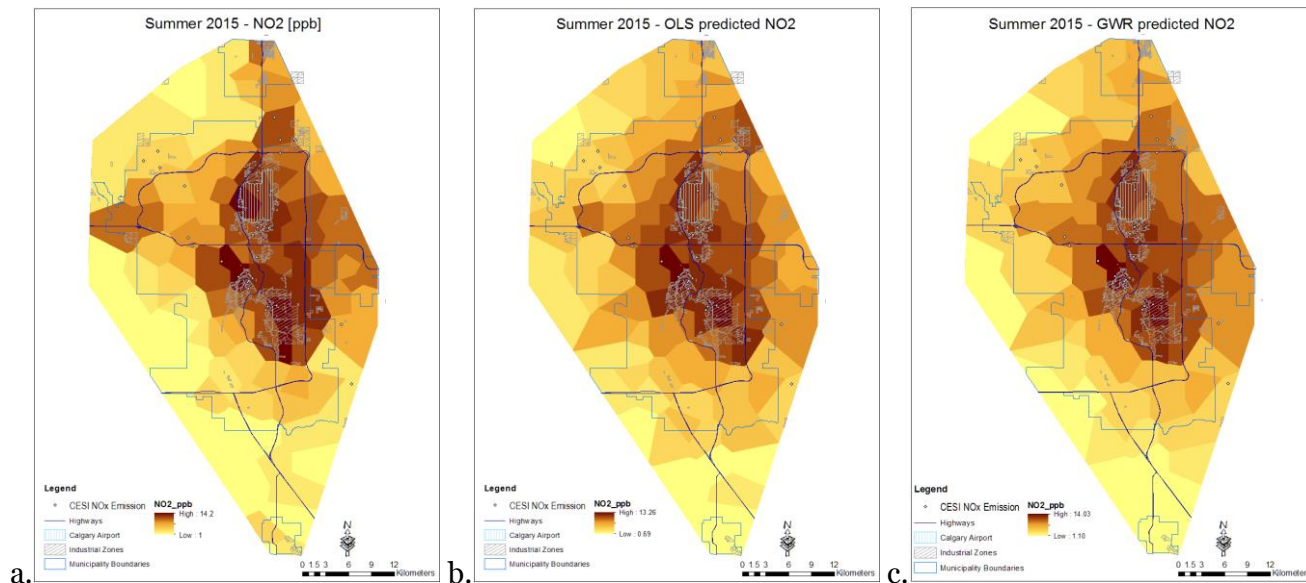 Summer 2015 - NO2 [ppb]
Legend
CESI NOx Emission
Highways
Calgary Airport
Industrial Zones
Municipality Boundaries
NO2_ppb
High : 14.2
Low : 1
N
0 1.5 3 6 9 12
Kilometers
a.
Summer 2015 - OLS predicted NO2
Legend
CESI NOx Emission
Highways
Calgary Airport
Industrial Zones
Municipality Boundaries
NO2_ppb
High : 13.26
Low : 0.69
N
0 1.5 3 6 9 12
Kilometers
b.
Summer 2015 - GWR predicted NO2
Legend
CESI NOx Emission
Highways
Calgary Airport
Industrial Zones
Municipality Boundaries
NO2_ppb
High : 14.03
Low : 1.10
N
0 1.5 3 6 9 12
Kilometers
c.